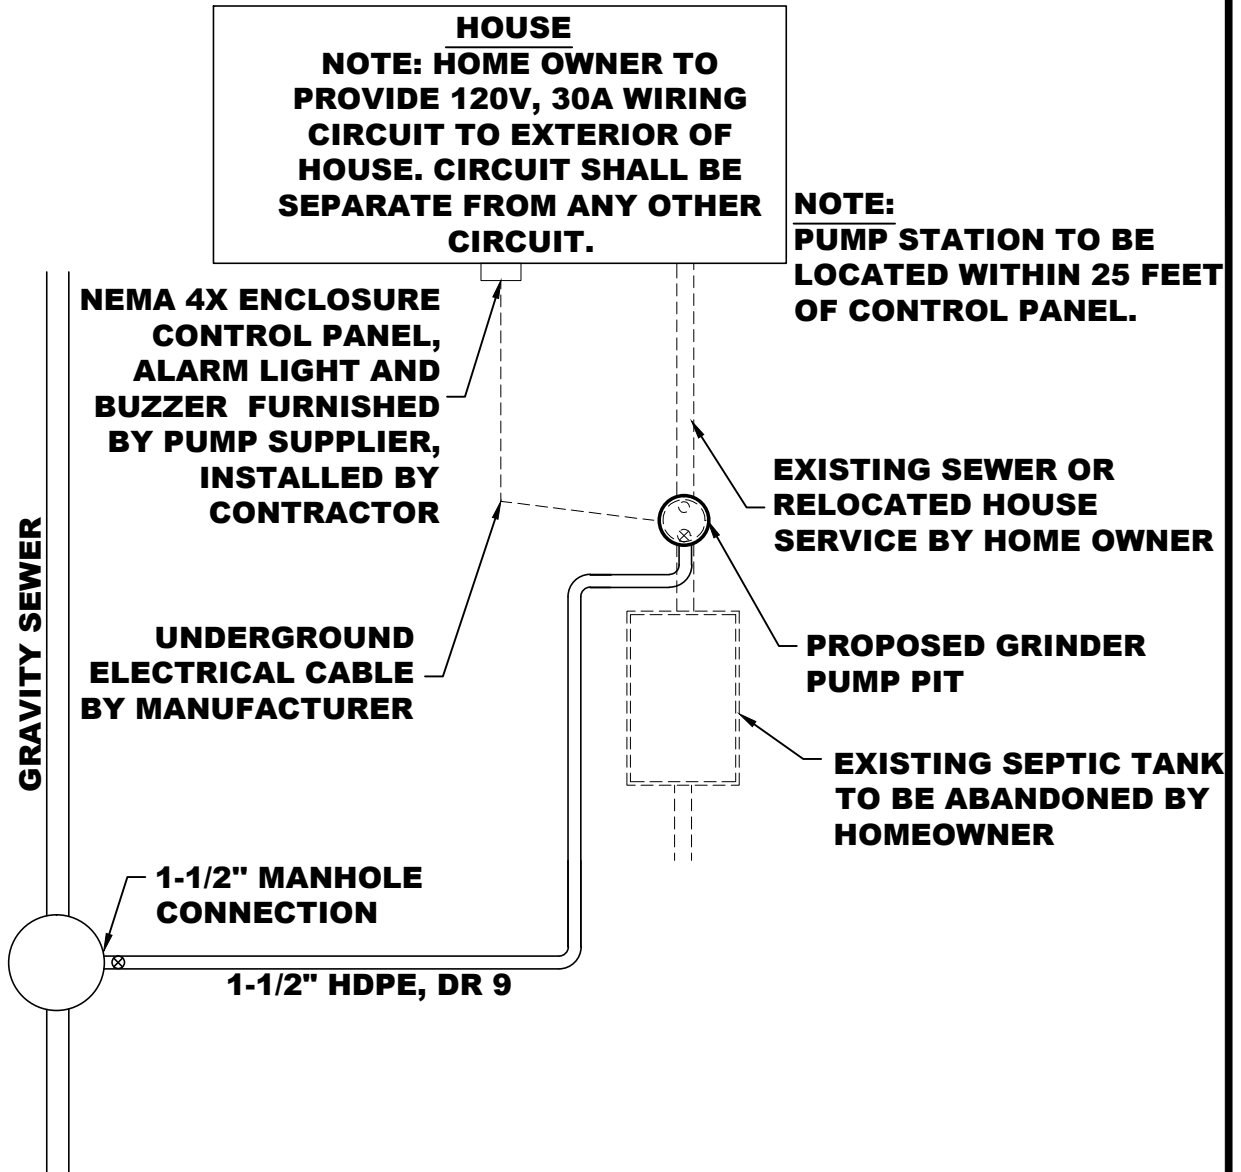 HOUSE
NOTE: HOME OWNER TO
PROVIDE 120V, 30A WIRING
CIRCUIT TO EXTERIOR OF
HOUSE. CIRCUIT SHALL BE
SEPARATE FROM ANY OTHER
CIRCUIT.
NOTE:
PUMP STATION TO BE
LOCATED WITHIN 25 FEET
OF CONTROL PANEL.
NEMA 4X ENCLOSURE
CONTROL PANEL,
ALARM LIGHT AND
BUZZER FURNISHED
BY PUMP SUPPLIER,
INSTALLED BY
CONTRACTOR
EXISTING SEWER OR
RELOCATED HOUSE
SERVICE BY HOME OWNER
GRAVITY SEWER
UNDERGROUND
ELECTRICAL CABLE
BY MANUFACTURER
PROPOSED GRINDER
PUMP PIT
EXISTING SEPTIC TANK
TO BE ABANDONED BY
HOMEOWNER
1-1/2" MANHOLE
CONNECTION
1-1/2" HDPE, DR 9